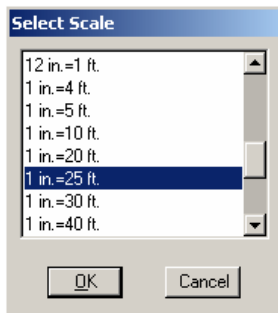 Select Scale
12 in.=1 ft.
1 in.=4 ft.
1 in.=5 ft.
1 in.=10 ft.
1 in.=20 ft.
1 in.=25 ft.
1 in.=30 ft.
1 in.=40 ft.
OK Cancel